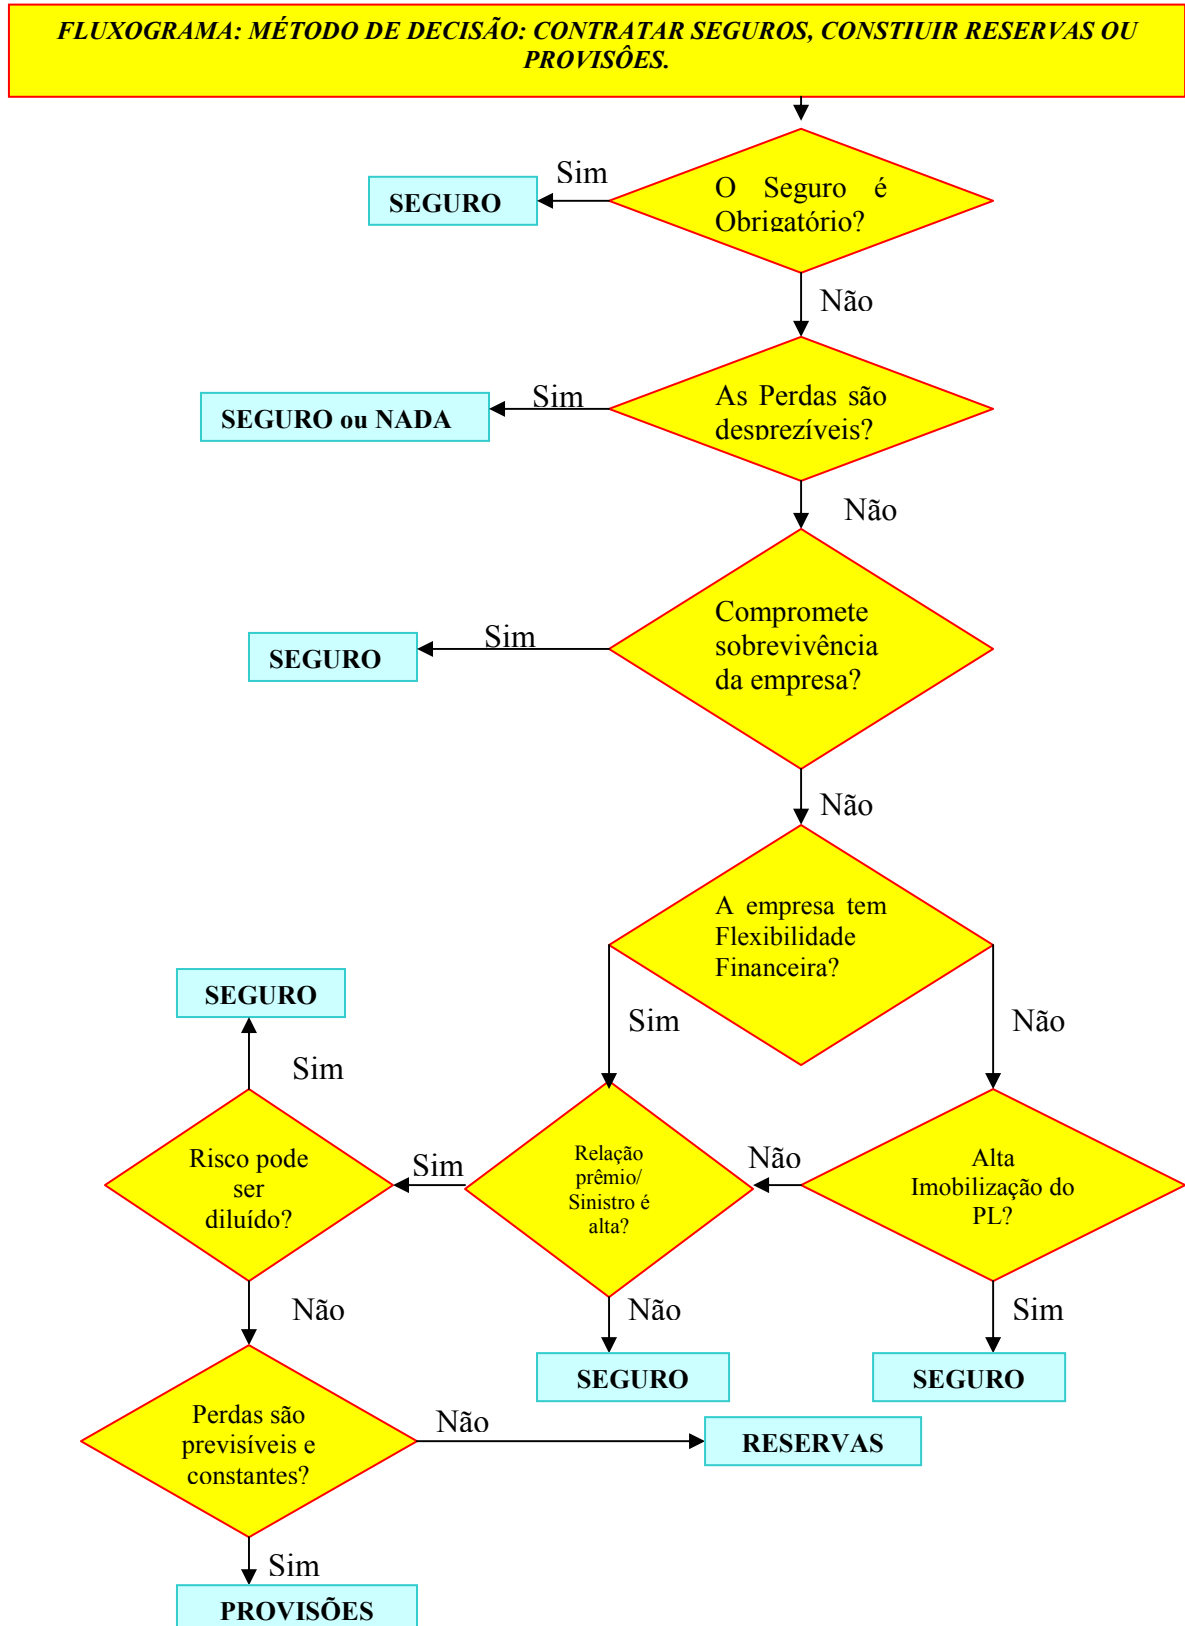 FLUXOGRAMA: MÉTODO DE DECISÃO: CONTRATAR SEGUROS, CONSTIUIR RESERVAS OU
PROVISÔES.
Sim
SEGURO
O Seguro é
Obrigatório?
Não
Sim
SEGURO ou NADA
As Perdas são
desprezíveis?
Não
Compromete
sobrevivência
da empresa?
Sim
SEGURO
Não
A empresa tem
Flexibilidade
Financeira?
SEGURO
Sim
Não
Sim
Risco pode
ser
diluído?
Sim
Relação
prêmio/
Sinistro é
alta?
Não
Alta
Imobilização do
PL?
Não
Não
Sim
SEGURO
SEGURO
Perdas são
previsíveis e
constantes?
Não
RESERVAS
Sim
PROVISÕES